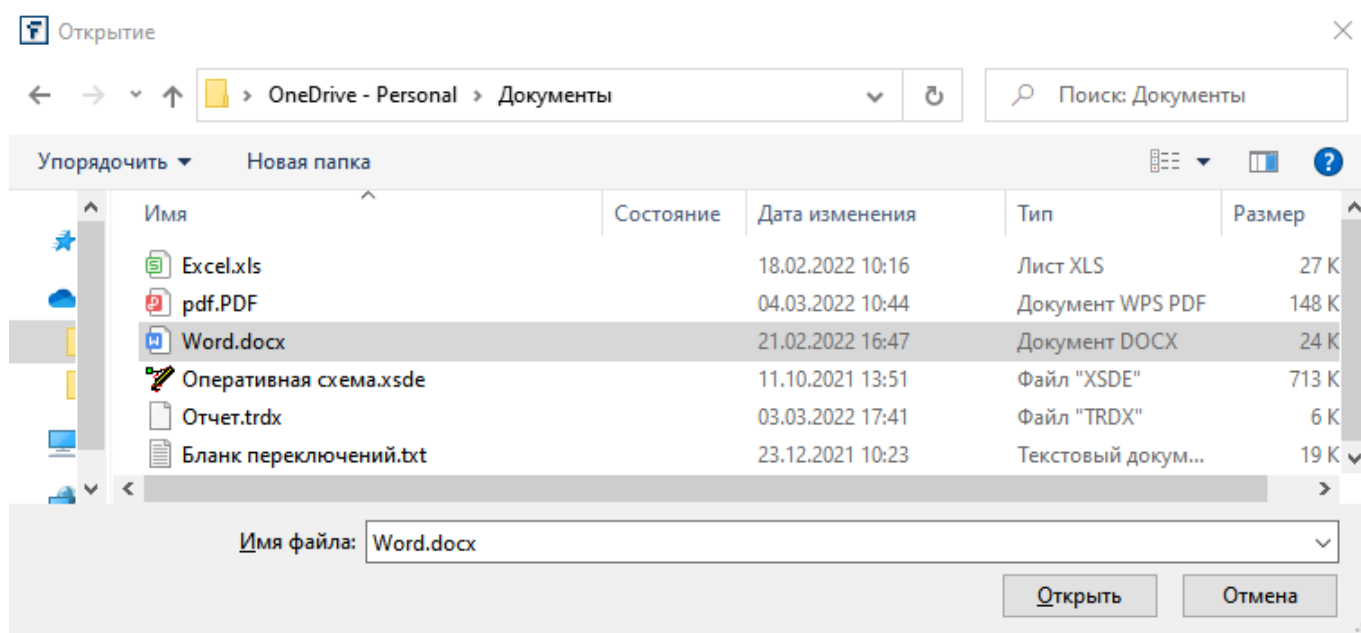 Открытие
OneDrive - Personal › Документы
Поиск: Документы
Упорядочить Новая папка
Имя Состояние Дата изменения Тип Размер
Excel.xls 18.02.2022 10:16 Лист XLS 27 K
pdf.PDF 04.03.2022 10:44 Документ WPS PDF 148 K
Word.docx 21.02.2022 16:47 Документ DOCX 24 K
Оперативная схема.xsde 11.10.2021 13:51 Файл "XSDE" 713 K
Отчет.trdx 03.03.2022 17:41 Файл "TRDX" 6 K
Бланк переключений.txt 23.12.2021 10:23 Текстовый докум... 19 K
Имя файла: Word.docx
Открыть Отмена